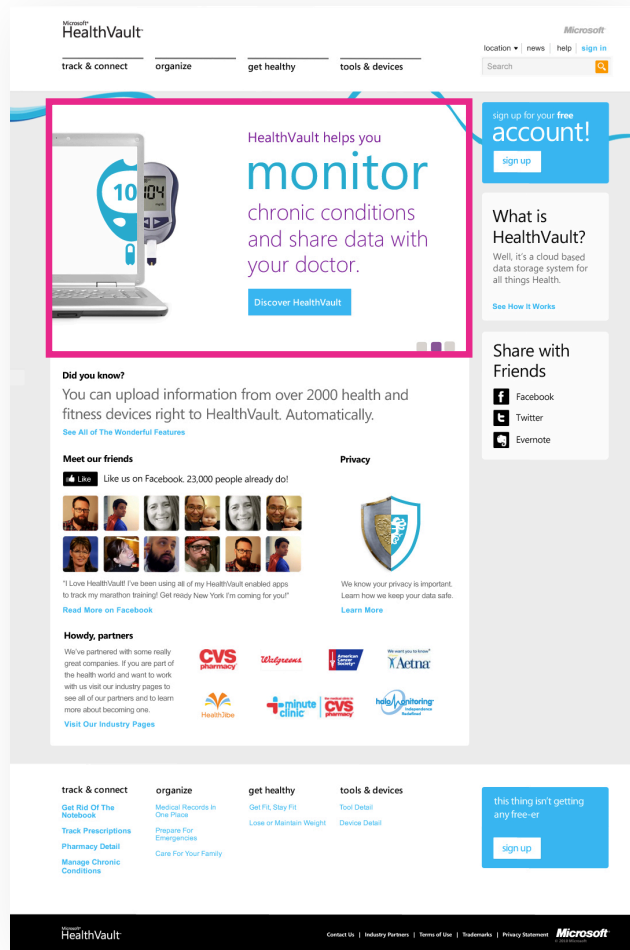 Microsoft®
HealthVault™
Microsoft®
location news help sign in
track & connect organize get healthy tools & devices
Search
HealthVault helps you
monitor
chronic conditions
and share data with
your doctor.
Discover HealthVault
10
104
sign up for your free
account!
sign up
What is
HealthVault?
Well, it's a cloud based
data storage system for
all things Health.
See How It Works
Share with
Friends
Facebook
Twitter
Evernote
Did you know?
You can upload information from over 2000 health and
fitness devices right to HealthVault. Automatically.
See All of The Wonderful Features
Meet our friends
Like
Like us on Facebook. 23,000 people already do!
"I Love HealthVault! I've been using all of my HealthVault enabled apps
to track my marathon training! Get ready New York I'm coming for you!"
Read More on Facebook
Privacy
We know your privacy is important.
Learn how we keep your data safe.
Learn More
Howdy, partners
We've partnered with some really
great companies. If you are part of
the health world and want to work
with us visit our industry pages to
see all of our partners and to learn
more about becoming one.
Visit Our Industry Pages
CVS
pharmacy
Walgreens
American
Cancer
Society®
We want you to know®
Aetna
HealthTibe
minute
clinic
CVS
pharmacy
halo Monitoring
Independence
Redefined
track & connect
Get Rid Of The
Notebook
Track Prescriptions
Pharmacy Detail
Manage Chronic
Conditions
organize
Medical Records In
One Place
Prepare For
Emergencies
Care For Your Family
get healthy
Get Fit, Stay Fit
Lose or Maintain Weight
tools & devices
Tool Detail
Device Detail
this thing isn't getting
any free-er
sign up
Microsoft®
HealthVault™
Contact Us | Industry Partners | Terms of Use | Trademarks | Privacy Statement
Microsoft®
© 2010 Microsoft